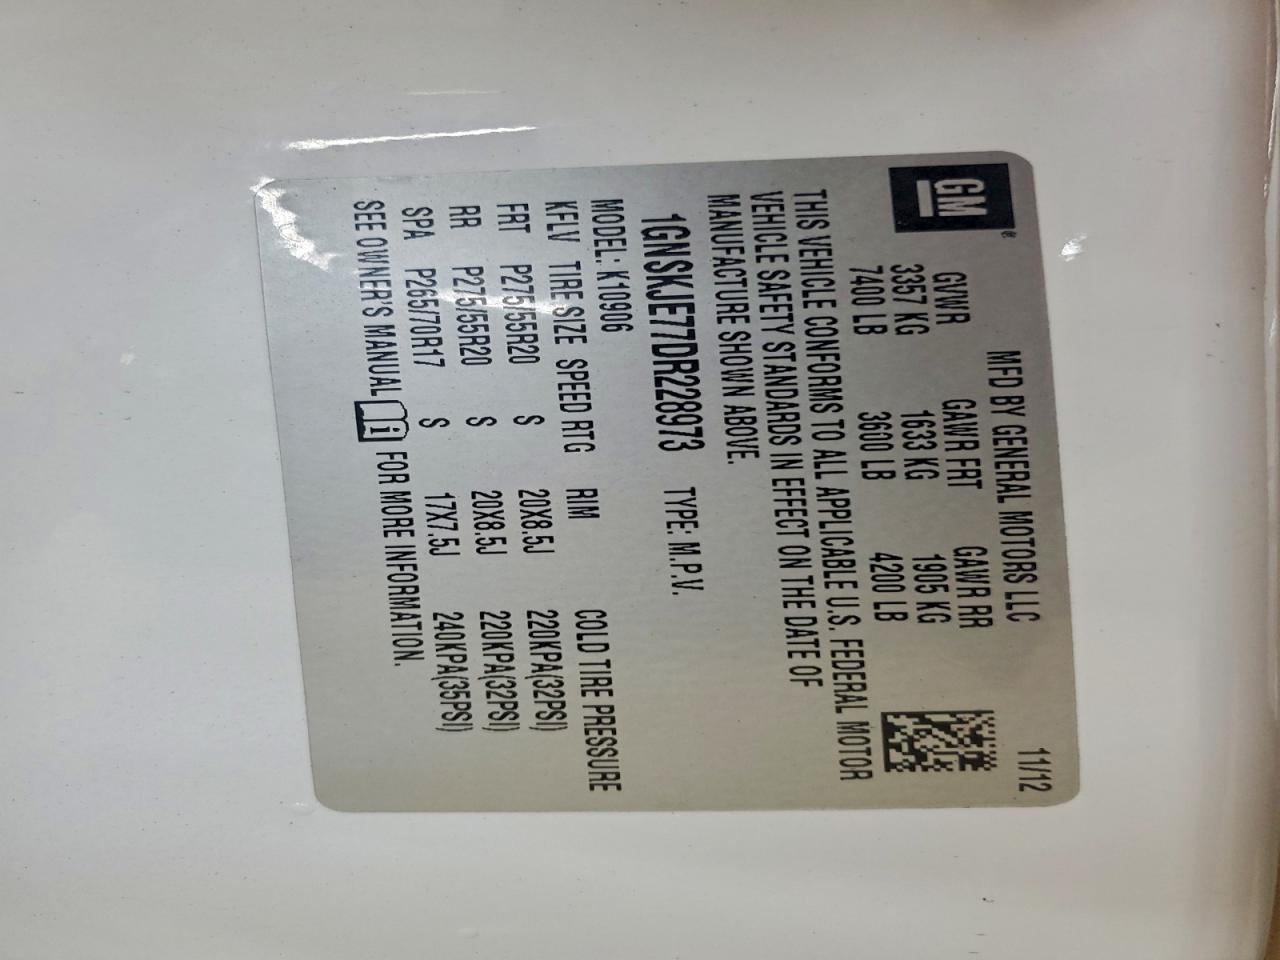 GM®
MFD BY GENERAL MOTORS LLC 11/12
GVWR GAWR FRT GAWR RR
3357 KG 1633 KG 1905 KG
7400 LB 3600 LB 4200 LB
THIS VEHICLE CONFORMS TO ALL APPLICABLE U.S. FEDERAL MOTOR
VEHICLE SAFETY STANDARDS IN EFFECT ON THE DATE OF
MANUFACTURE SHOWN ABOVE.
1GNSKJE77DR228973 TYPE: M.P.V.
MODEL: K10906
KFLV TIRE SIZE SPEED RTG RIM COLD TIRE PRESSURE
FRT P275/55R20 S 20X8.5J 220KPA(32PSI)
RR P275/55R20 S 20X8.5J 220KPA(32PSI)
SPA P265/70R17 S 17X7.5J 240KPA(35PSI)
SEE OWNER'S MANUAL i FOR MORE INFORMATION.